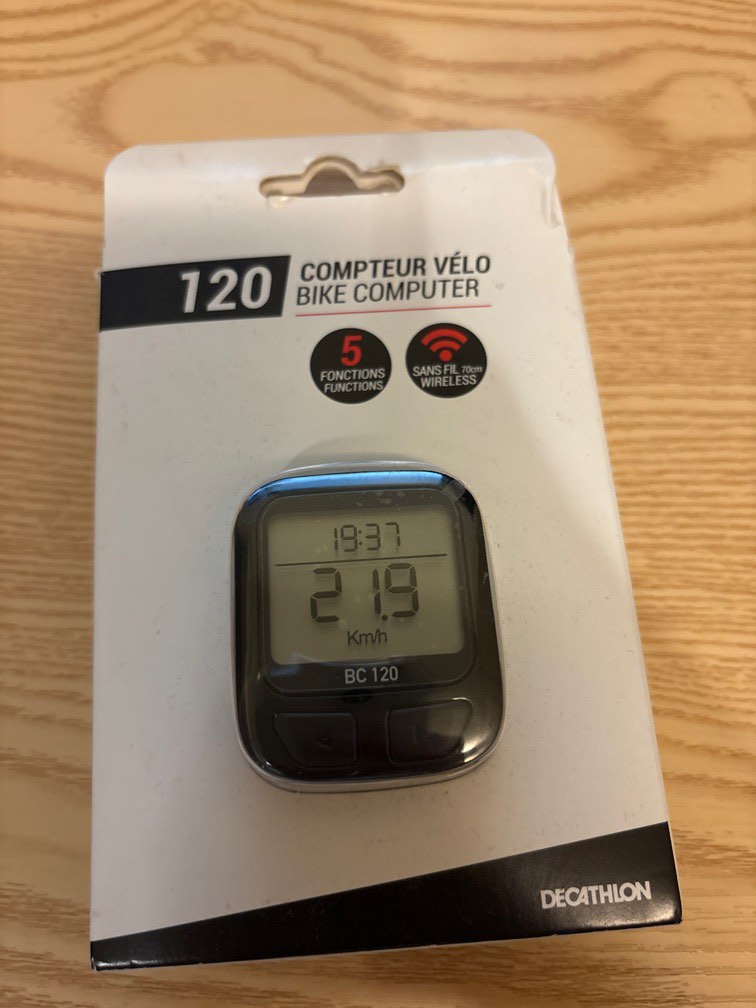 120
COMPTEUR VÉLO
BIKE COMPUTER
5
FONCTIONS
FUNCTIONS
SANS FIL 70cm
WIRELESS
19:37
21.9
Km/h
BC 120
DECATHLON